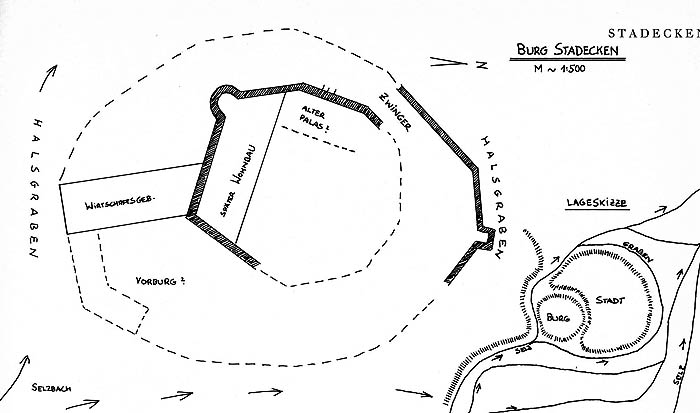 STADECKEN
BURG STADECKEN
M ~ 1:500
N
HALSGRABEN
ZWINGER
ALTER
PALAS?
HALSGRABEN
SPÄTER WOHNBAU
WIRTSCHAFTSGEB.
VORBURG?
SELZBACH
LAGESKIZZE
GRABEN
STADT
BURG
SELZ
SELZ